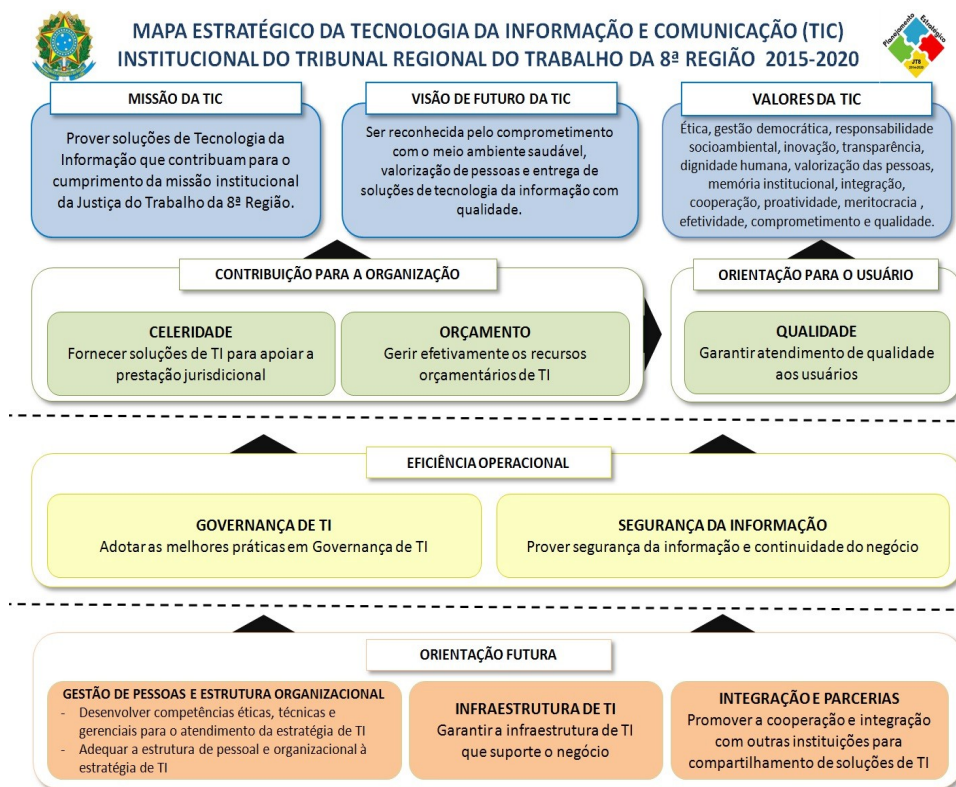 MAPA ESTRATÉGICO DA TECNOLOGIA DA INFORMAÇÃO E COMUNICAÇÃO (TIC)
INSTITUCIONAL DO TRIBUNAL REGIONAL DO TRABALHO DA 8ª REGIÃO 2015-2020
Planejamento
Estratégico
JT8
MISSÃO DA TIC
Prover soluções de Tecnologia da
Informação que contribuam para o
cumprimento da missão institucional
da Justiça do Trabalho da 8ª Região.
VISÃO DE FUTURO DA TIC
Ser reconhecida pelo comprometimento
com o meio ambiente saudável,
valorização de pessoas e entrega de
soluções de tecnologia da informação com
qualidade.
VALORES DA TIC
Ética, gestão democrática, responsabilidade
socioambiental, inovação, transparência,
dignidade humana, valorização das pessoas,
memória institucional, integração,
cooperação, proatividade, meritocracia ,
efetividade, comprometimento e qualidade.
CONTRIBUIÇÃO PARA A ORGANIZAÇÃO
CELERIDADE
Fornecer soluções de TI para apoiar a
prestação jurisdicional
ORÇAMENTO
Gerir efetivamente os recursos
orçamentários de TI
ORIENTAÇÃO PARA O USUÁRIO
QUALIDADE
Garantir atendimento de qualidade
aos usuários
EFICIÊNCIA OPERACIONAL
GOVERNANÇA DE TI
Adotar as melhores práticas em Governança de TI
SEGURANÇA DA INFORMAÇÃO
Prover segurança da informação e continuidade do negócio
ORIENTAÇÃO FUTURA
GESTÃO DE PESSOAS E ESTRUTURA ORGANIZACIONAL
- Desenvolver competências éticas, técnicas e
gerenciais para o atendimento da estratégia de TI
- Adequar a estrutura de pessoal e organizacional à
estratégia de TI
INFRAESTRUTURA DE TI
Garantir a infraestrutura de TI
que suporte o negócio
INTEGRAÇÃO E PARCERIAS
Promover a cooperação e integração
com outras instituições para
compartilhamento de soluções de TI